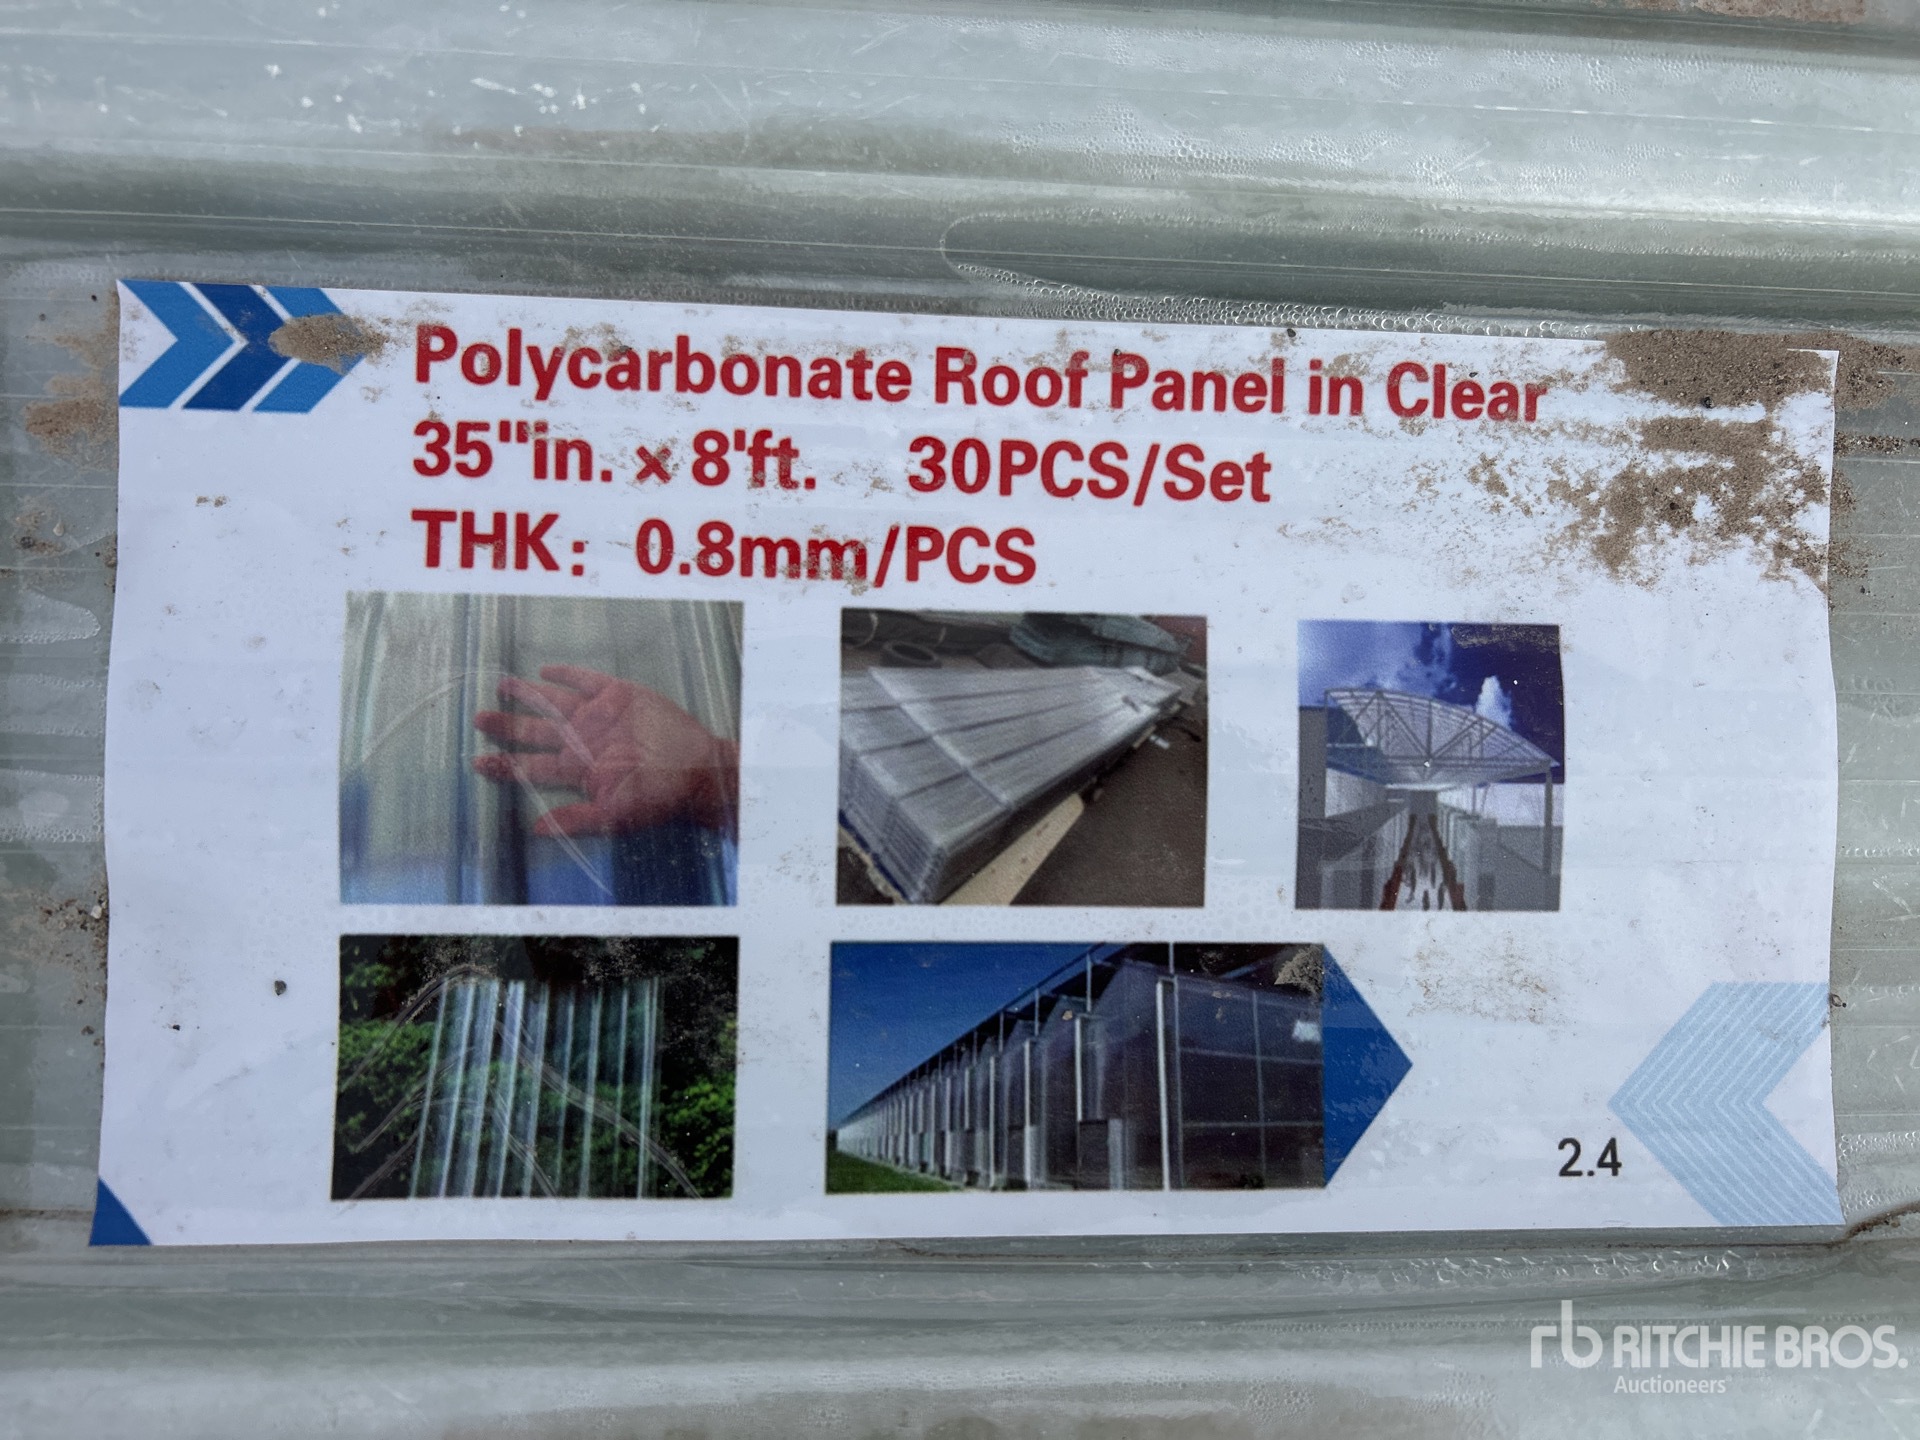 Polycarbonate Roof Panel in Clear
35"in. x 8'ft. 30PCS/Set
THK: 0.8mm/PCS
2.4
rb RITCHIE BROS.
Auctioneers